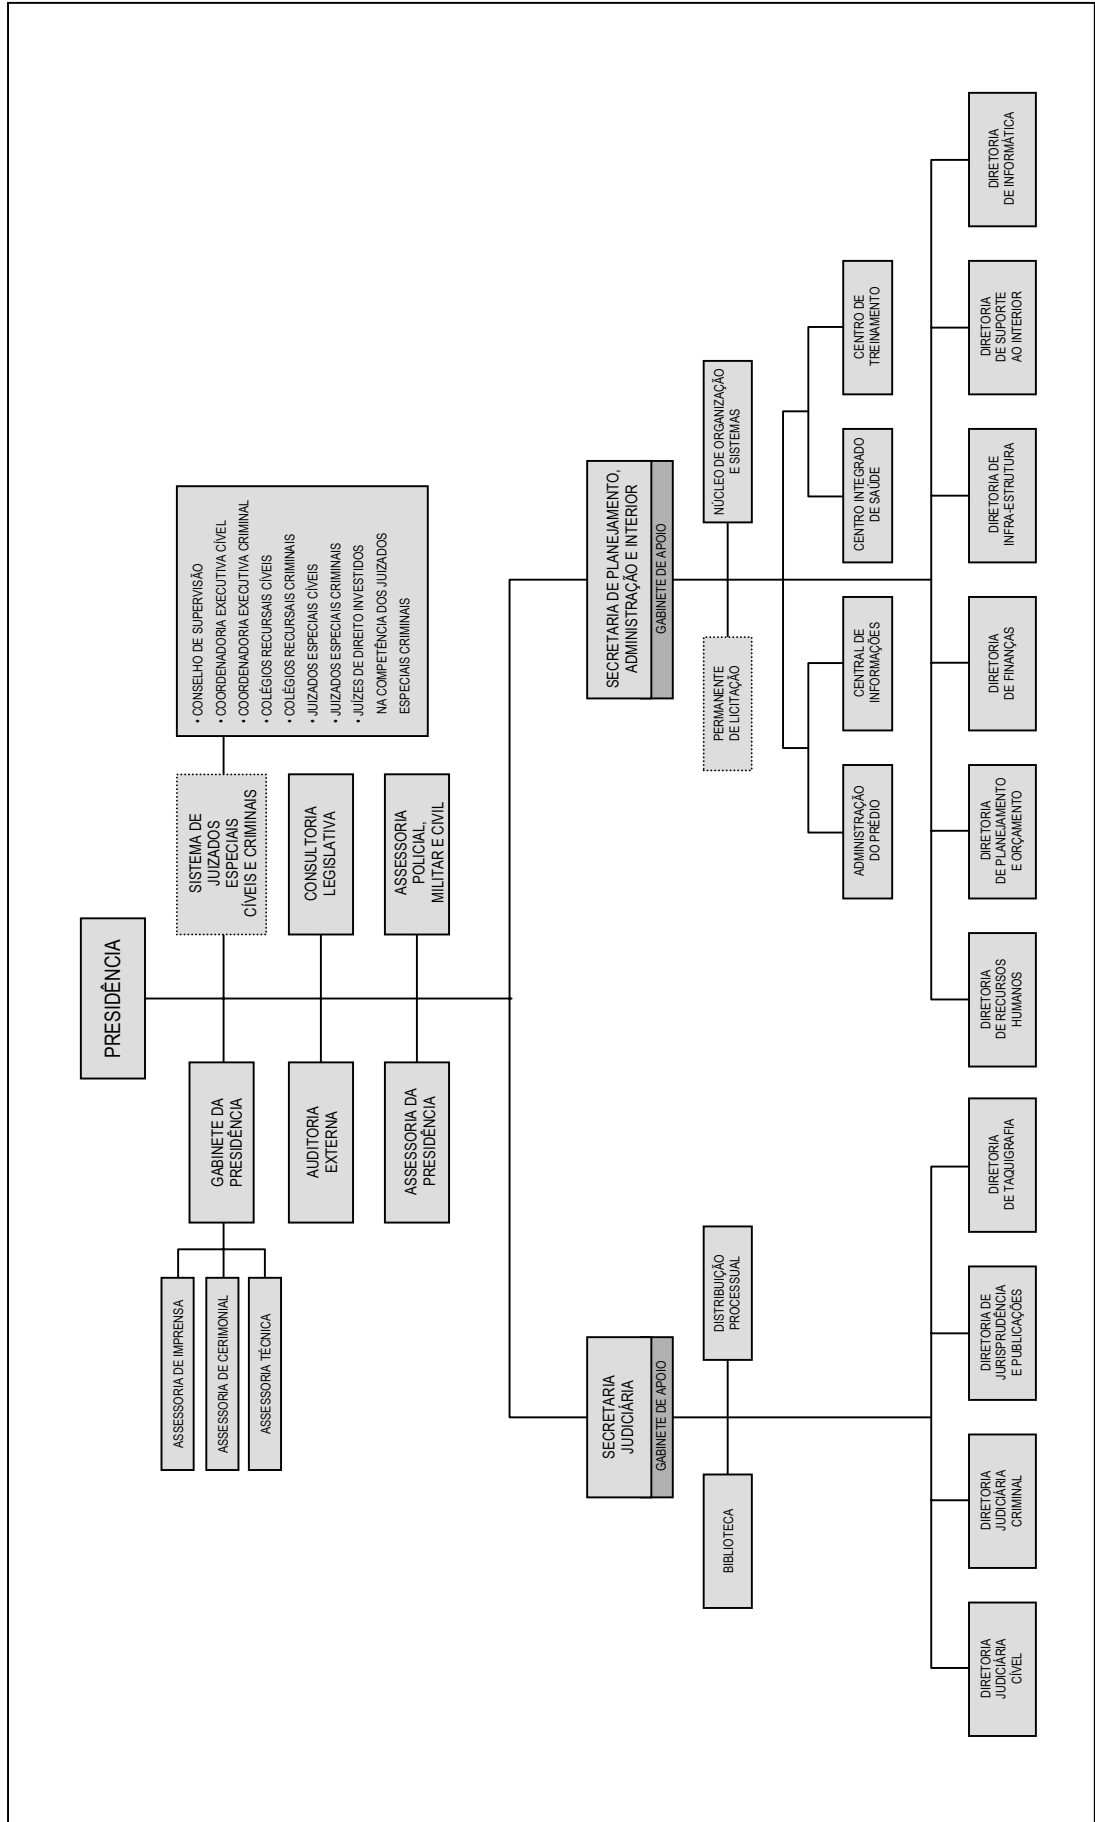 PRESIDÊNCIA
ASSESSORIA DE IMPRENSA
ASSESSORIA DE CERIMONIAL
ASSESSORIA TÉCNICA
GABINETE DA
PRESIDÊNCIA
SISTEMA DE
JUIZADOS
ESPECIAIS
CÍVEIS E CRIMINAIS
• CONSELHO DE SUPERVISÃO
• COORDENADORIA EXECUTIVA CÍVEL
• COORDENADORIA EXECUTIVA CRIMINAL
• COLÉGIOS RECURSAIS CÍVEIS
• COLÉGIOS RECURSAIS CRIMINAIS
• JUIZADOS ESPECIAIS CÍVEIS
• JUIZADOS ESPECIAIS CRIMINAIS
• JUÍZES DE DIREITO INVESTIDOS
NA COMPETÊNCIA DOS JUIZADOS
ESPECIAIS CRIMINAIS
AUDITORIA
EXTERNA
CONSULTORIA
LEGISLATIVA
ASSESSORIA DA
PRESIDÊNCIA
ASSESSORIA
POLICIAL,
MILITAR E CIVIL
SECRETARIA
JUDICIÁRIA
GABINETE DE APOIO
SECRETARIA DE PLANEJAMENTO,
ADMINISTRAÇÃO E INTERIOR
GABINETE DE APOIO
BIBLIOTECA
DISTRIBUIÇÃO
PROCESSUAL
PERMANENTE
DE LICITAÇÃO
NÚCLEO DE ORGANIZAÇÃO
E SISTEMAS
ADMINISTRAÇÃO
DO PRÉDIO
CENTRAL DE
INFORMAÇÕES
CENTRO INTEGRADO
DE SAÚDE
CENTRO DE
TREINAMENTO
DIRETORIA
JUDICIÁRIA
CÍVEL
DIRETORIA
JUDICIÁRIA
CRIMINAL
DIRETORIA DE
JURISPRUDÊNCIA
E PUBLICAÇÕES
DIRETORIA
DE TAQUIGRAFIA
DIRETORIA
DE RECURSOS
HUMANOS
DIRETORIA
DE PLANEJAMENTO
E ORÇAMENTO
DIRETORIA
DE FINANÇAS
DIRETORIA DE
INFRA-ESTRUTURA
DIRETORIA
DE SUPORTE
AO INTERIOR
DIRETORIA
DE INFORMÁTICA